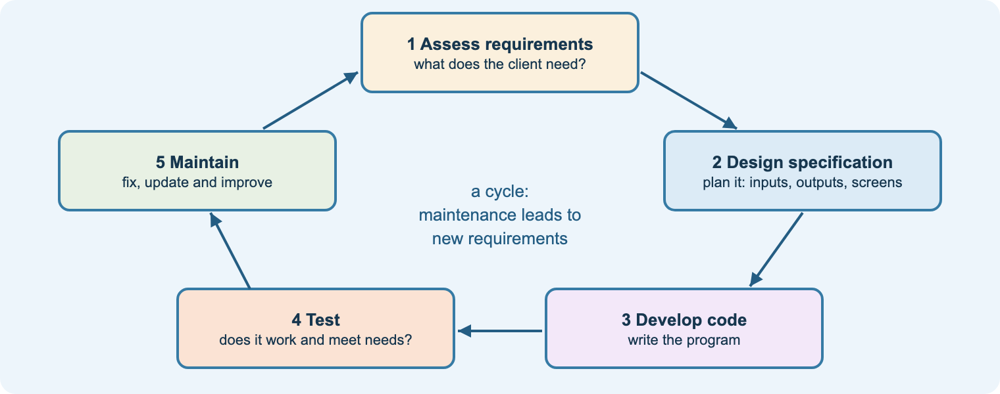 1 Assess requirements
what does the client need?
2 Design specification
plan it: inputs, outputs, screens
3 Develop code
write the program
4 Test
does it work and meet needs?
5 Maintain
fix, update and improve
a cycle:
maintenance leads to
new requirements